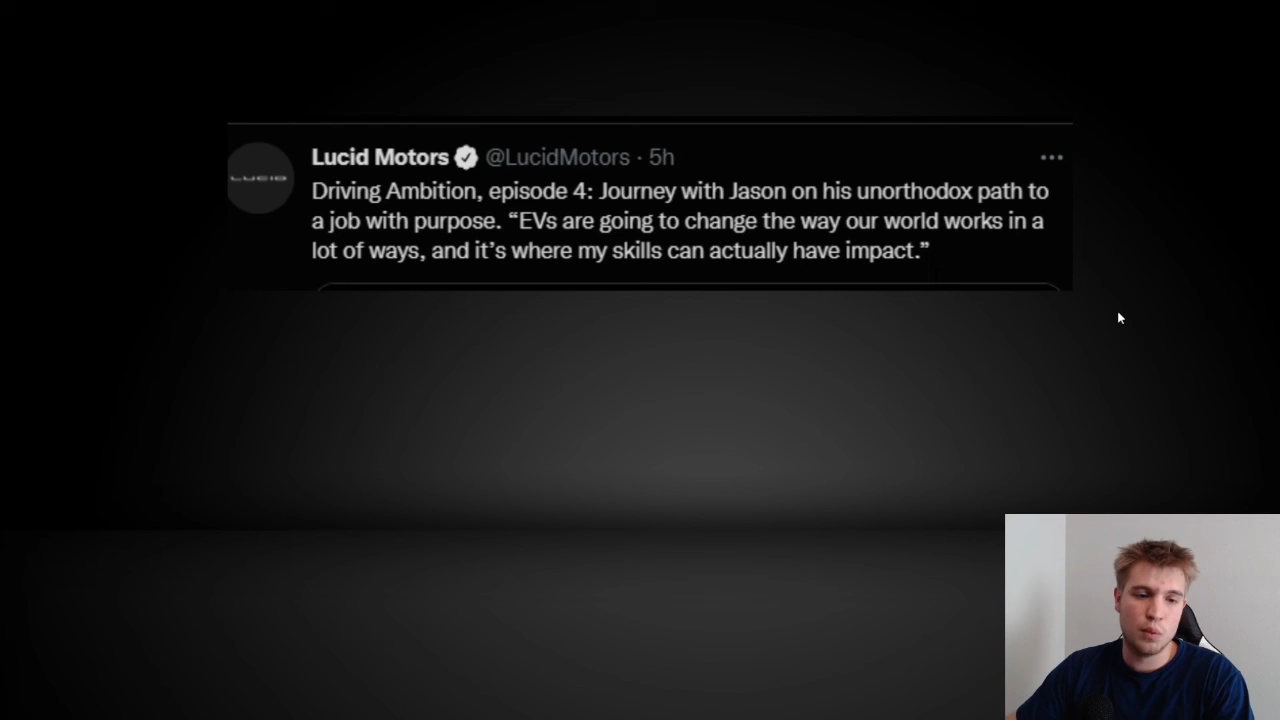 LUCID
Lucid Motors @LucidMotors · 5h
Driving Ambition, episode 4: Journey with Jason on his unorthodox path to
a job with purpose. “EVs are going to change the way our world works in a
lot of ways, and it’s where my skills can actually have impact.”